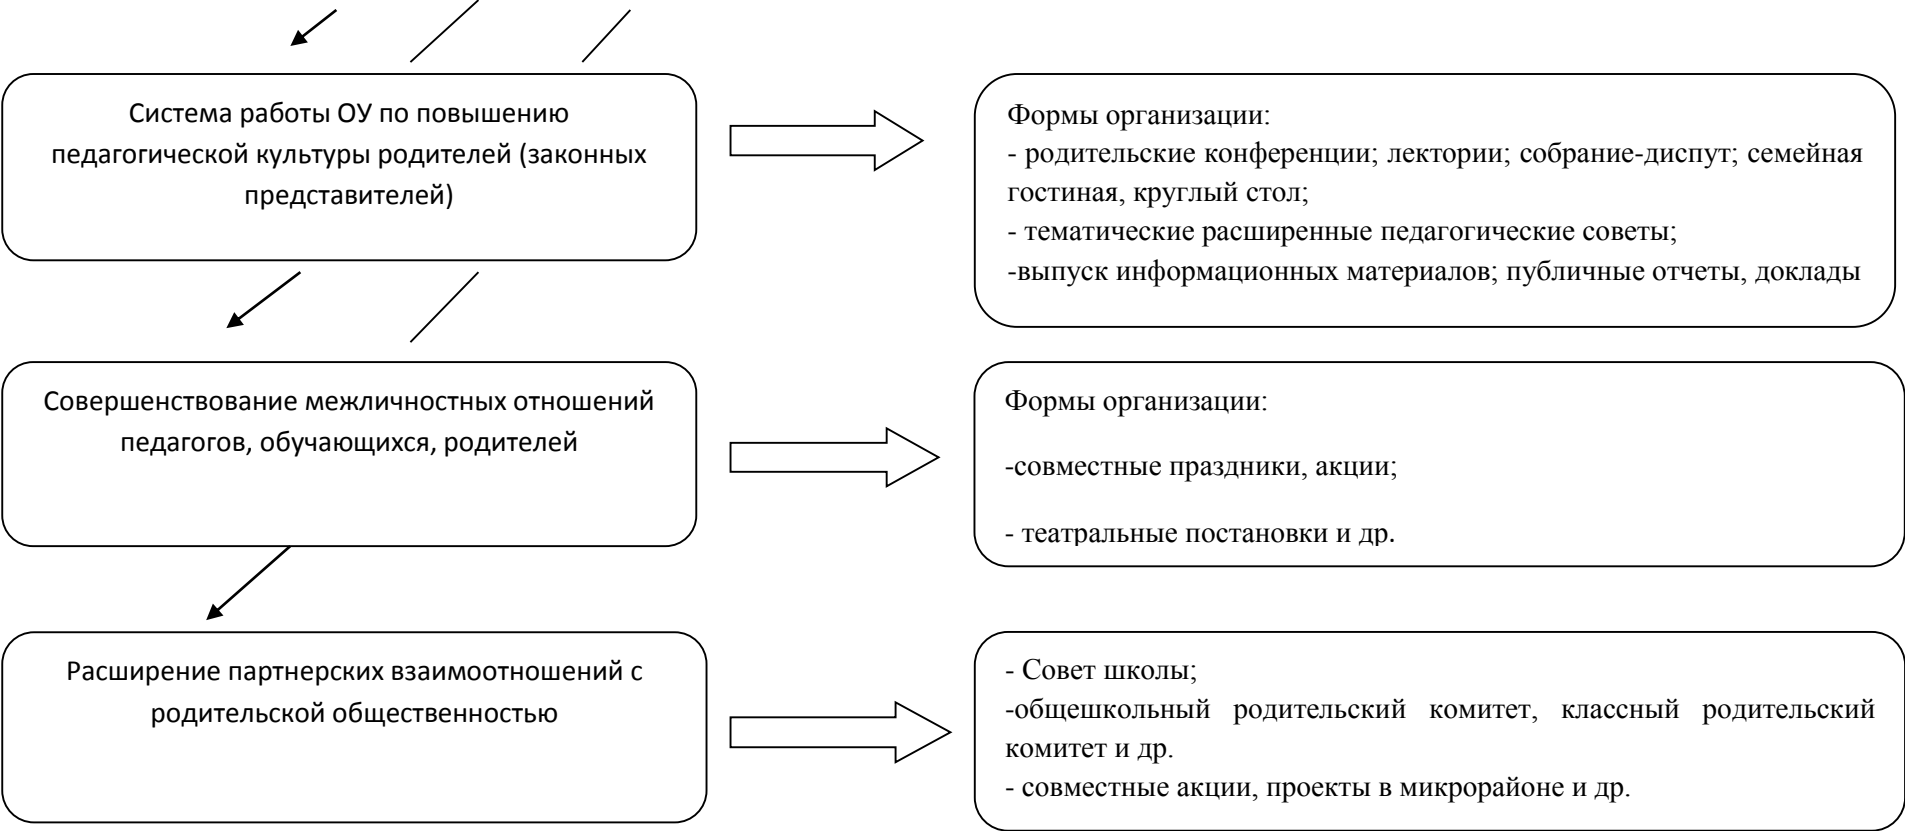 Система работы ОУ по повышению
педагогической культуры родителей (законных
представителей)
Формы организации:
- родительские конференции; лектории; собрание-диспут; семейная
гостиная, круглый стол;
- тематические расширенные педагогические советы;
-выпуск информационных материалов; публичные отчеты, доклады
Совершенствование межличностных отношений
педагогов, обучающихся, родителей
Формы организации:
-совместные праздники, акции;
- театральные постановки и др.
Расширение партнерских взаимоотношений с
родительской общественностью
- Совет школы;
-общешкольный родительский комитет, классный родительский
комитет и др.
- совместные акции, проекты в микрорайоне и др.